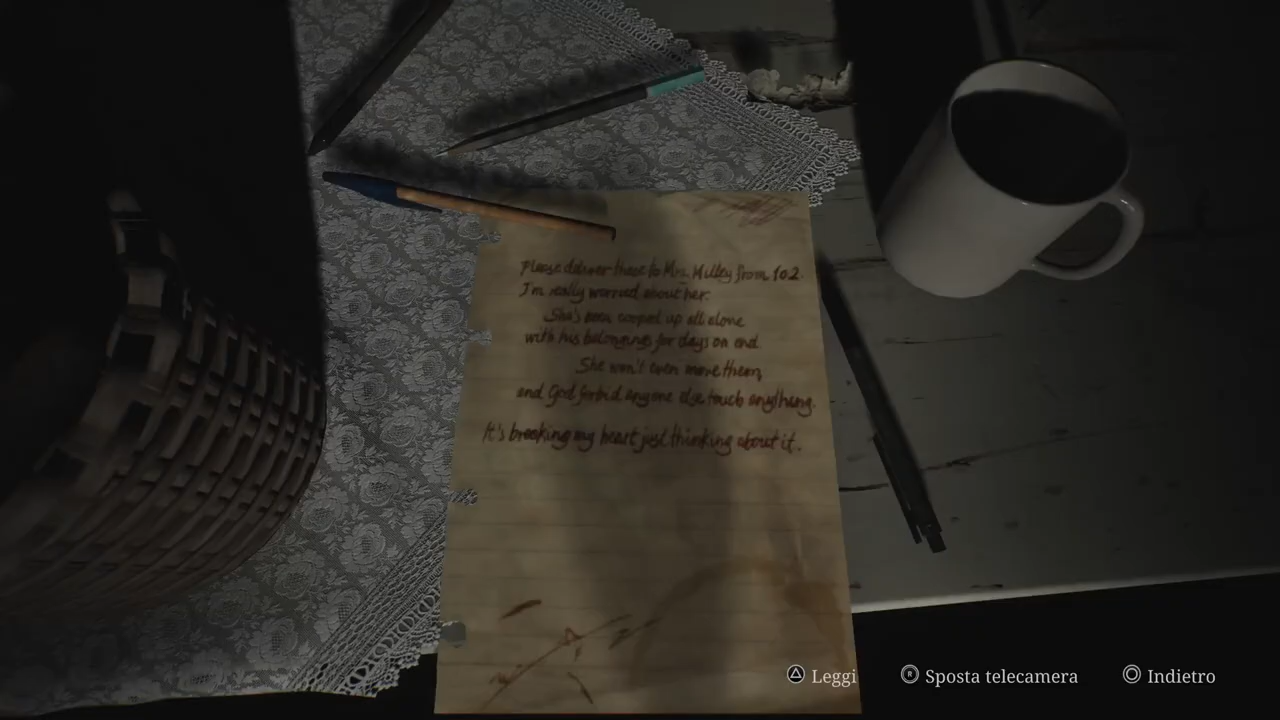 Please deliver these to Mrs. Milley from 102.
I'm really worried about her.
She's been cooped up all alone
with his belongings for days on end.
She won't even move them,
and God forbid anyone else touch anything.
It's breaking my heart just thinking about it.
Leggi
R Sposta telecamera
Indietro